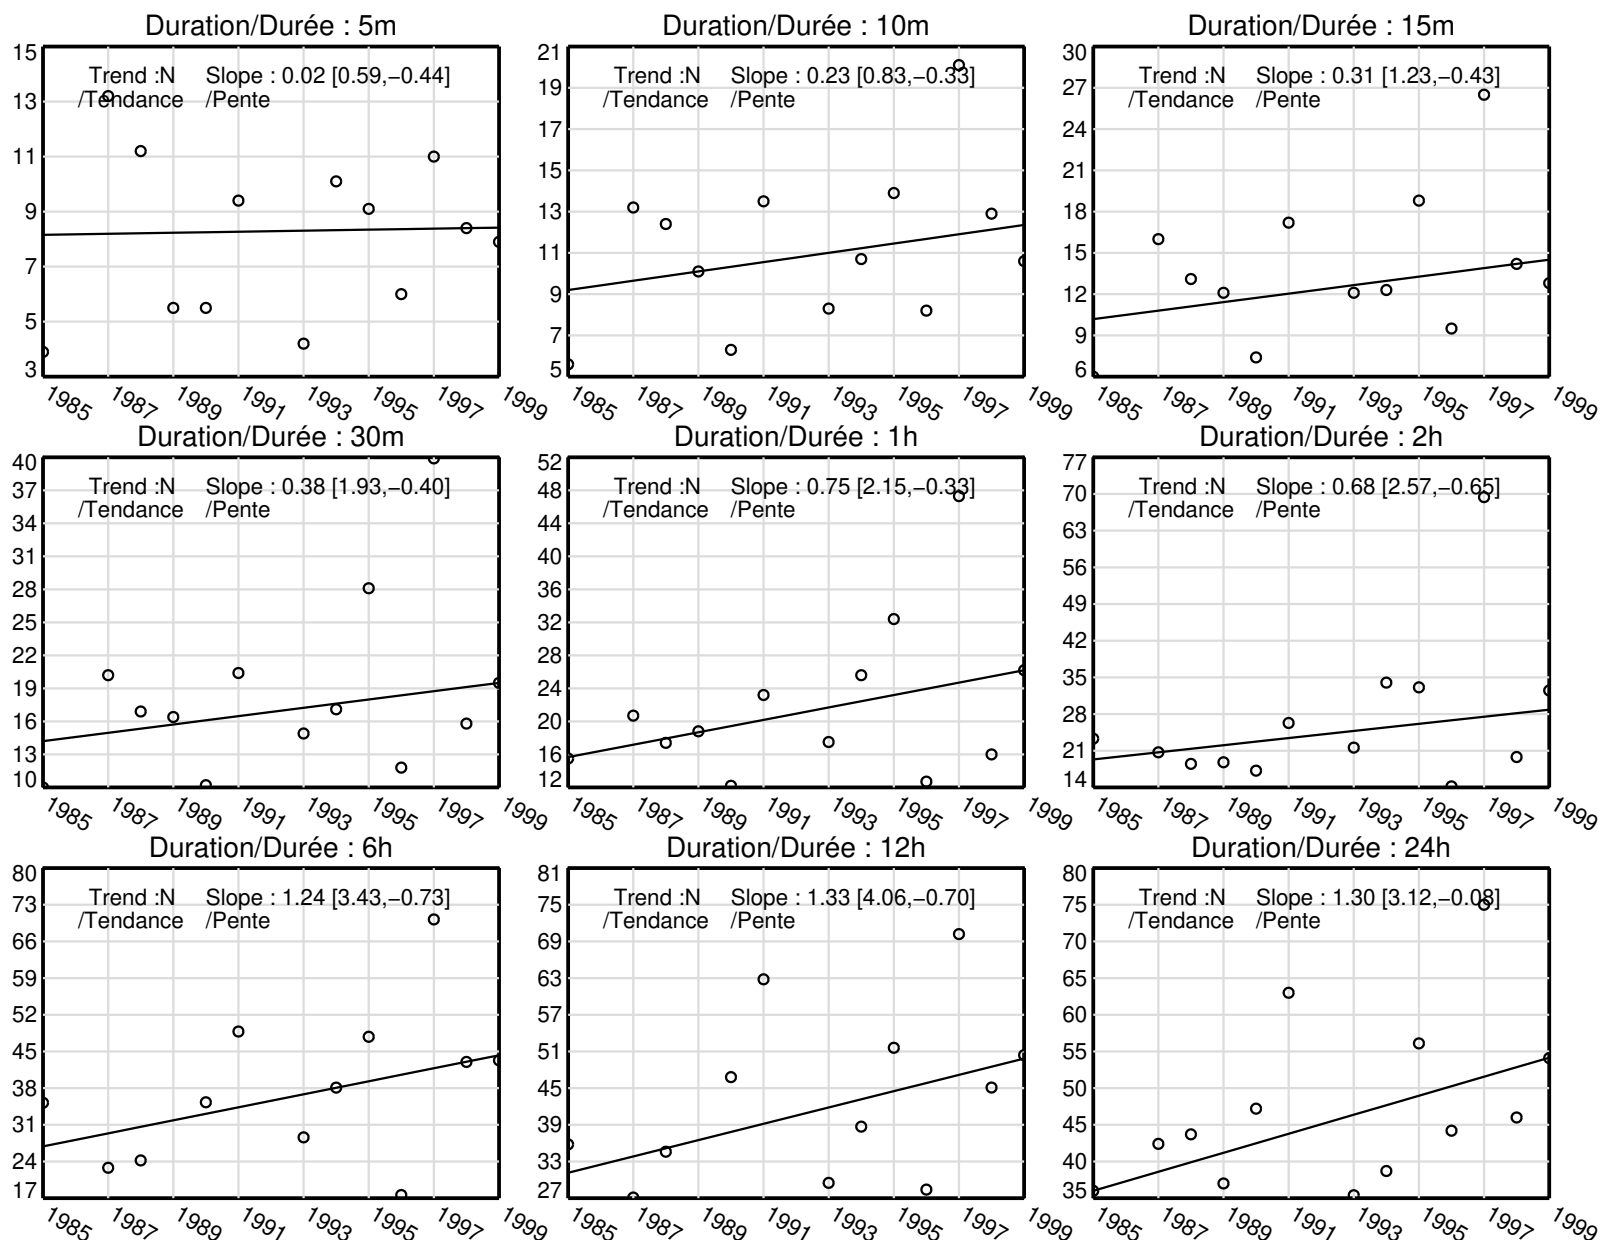 Duration/Durée : 5m
Trend :N Slope : 0.02 [0.59,−0.44]
/Tendance /Pente
15
13
11
9
7
5
3
1985 1987 1989 1991 1993 1995 1997 1999
Duration/Durée : 10m
Trend :N Slope : 0.23 [0.83,−0.33]
/Tendance /Pente
21
19
17
15
13
11
9
7
5
1985 1987 1989 1991 1993 1995 1997 1999
Duration/Durée : 15m
Trend :N Slope : 0.31 [1.23,−0.43]
/Tendance /Pente
30
27
24
21
18
15
12
9
6
1985 1987 1989 1991 1993 1995 1997 1999
Duration/Durée : 30m
Trend :N Slope : 0.38 [1.93,−0.40]
/Tendance /Pente
40
37
34
31
28
25
22
19
16
13
10
1985 1987 1989 1991 1993 1995 1997 1999
Duration/Durée : 1h
Trend :N Slope : 0.75 [2.15,−0.33]
/Tendance /Pente
52
48
44
40
36
32
28
24
20
16
12
1985 1987 1989 1991 1993 1995 1997 1999
Duration/Durée : 2h
Trend :N Slope : 0.68 [2.57,−0.65]
/Tendance /Pente
77
70
63
56
49
42
35
28
21
14
1985 1987 1989 1991 1993 1995 1997 1999
Duration/Durée : 6h
Trend :N Slope : 1.24 [3.43,−0.73]
/Tendance /Pente
80
73
66
59
52
45
38
31
24
17
1985 1987 1989 1991 1993 1995 1997 1999
Duration/Durée : 12h
Trend :N Slope : 1.33 [4.06,−0.70]
/Tendance /Pente
81
75
69
63
57
51
45
39
33
27
1985 1987 1989 1991 1993 1995 1997 1999
Duration/Durée : 24h
Trend :N Slope : 1.30 [3.12,−0.08]
/Tendance /Pente
80
75
70
65
60
55
50
45
40
35
1985 1987 1989 1991 1993 1995 1997 1999